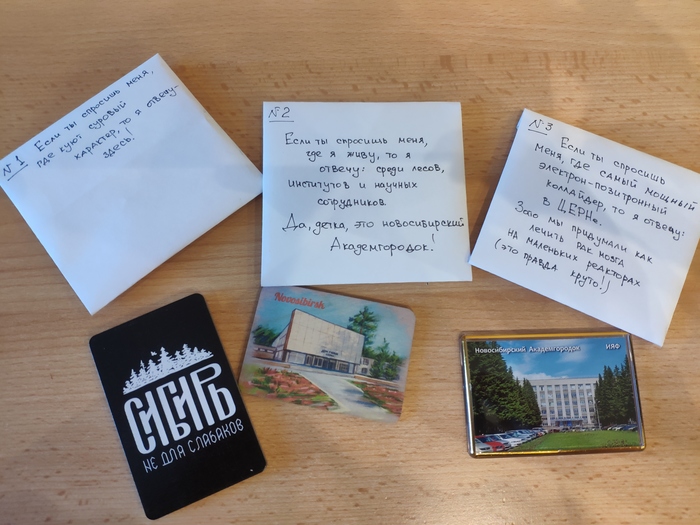 №1 Если ты спросишь меня,
где куют суровый
характер, то я отвечу-
здесь!
№2
Если ты спросишь меня,
где я живу, то я
отвечу: среди лесов,
институтов и научных
сотрудников.
Да, детка, это новосибирский
Академгородок!
№3
Если ты спросишь
меня, где самый мощный
электрон-позитронный
коллайдер, то я отвечу:
в ЦЕРНе.
Зато мы придумали как
лечить рак мозга
на маленьких редакторах
(это правда круто!)
СИБИРЬ
НЕ ДЛЯ СЛАБАКОВ
Novosibirsk
Новосибирский Академгородок ИЯФ